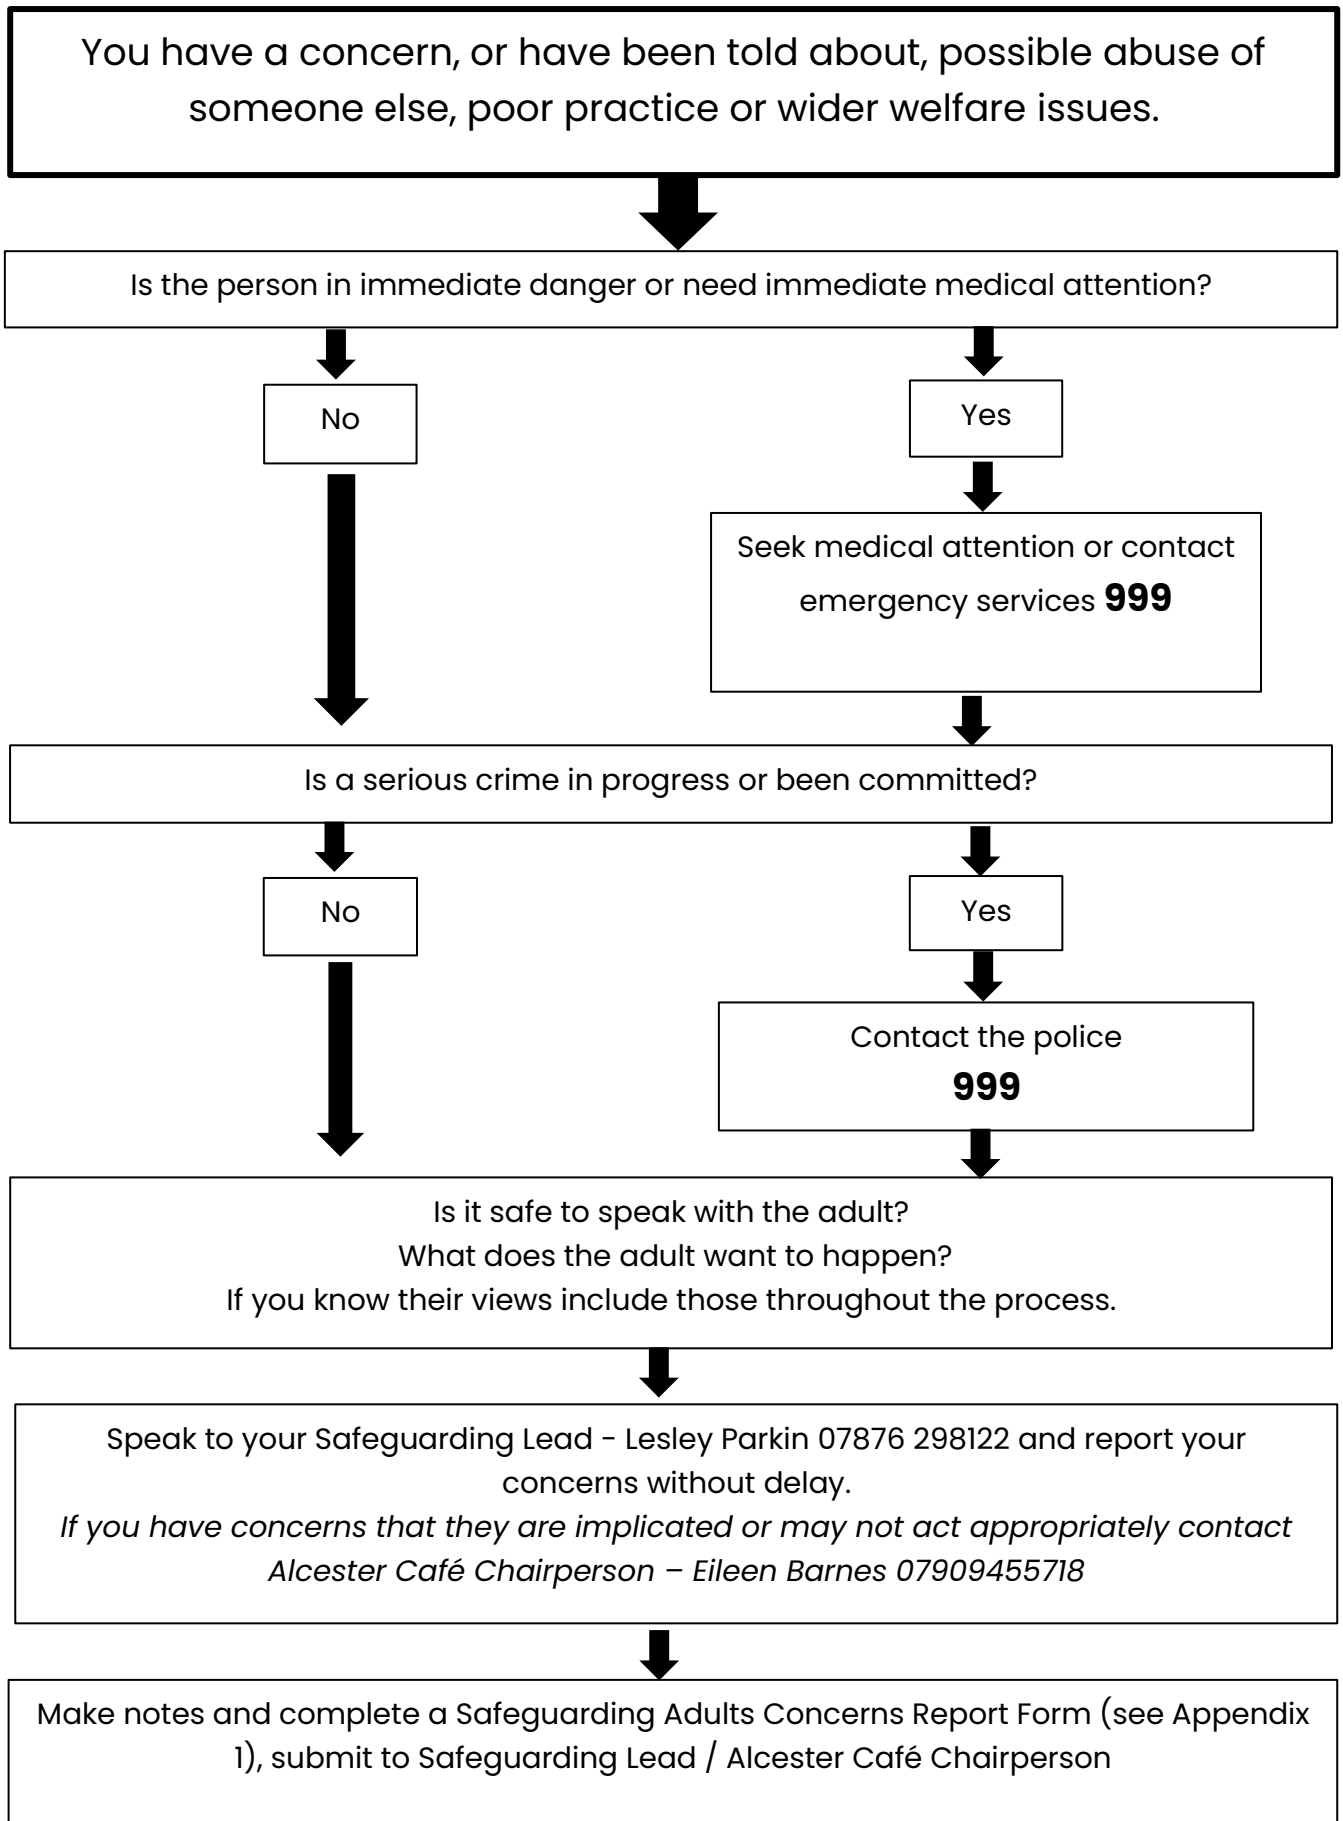 You have a concern, or have been told about, possible abuse of
someone else, poor practice or wider welfare issues.
Is the person in immediate danger or need immediate medical attention?
No
Yes
Seek medical attention or contact
emergency services 999
Is a serious crime in progress or been committed?
No
Yes
Contact the police
999
Is it safe to speak with the adult?
What does the adult want to happen?
If you know their views include those throughout the process.
Speak to your Safeguarding Lead - Lesley Parkin 07876 298122 and report your
concerns without delay.
If you have concerns that they are implicated or may not act appropriately contact
Alcester Café Chairperson – Eileen Barnes 07909455718
Make notes and complete a Safeguarding Adults Concerns Report Form (see Appendix
1), submit to Safeguarding Lead / Alcester Café Chairperson